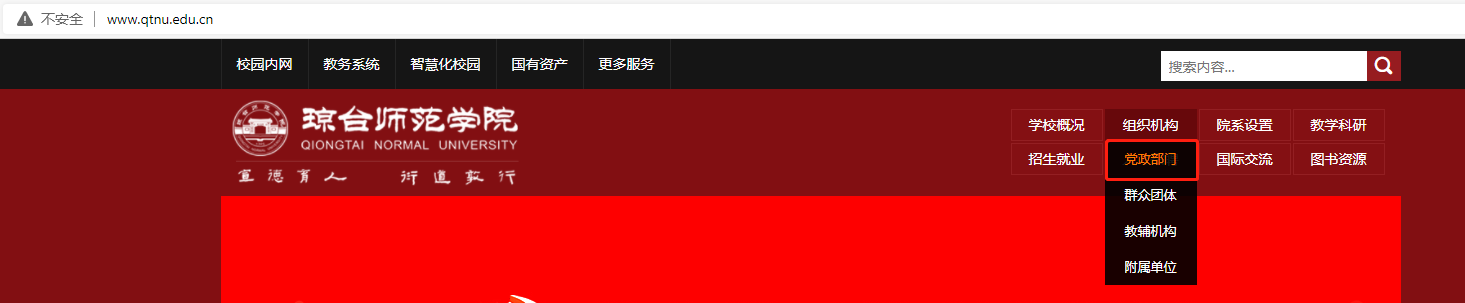 不安全 www.qtnu.edu.cn
校园内网 教务系统 智慧化校园 国有资产 更多服务 搜索内容...
琼台师范学院
QIONGTAI NORMAL UNIVERSITY
宣德育人 衍道敦行
学校概况 组织机构 院系设置 教学科研
招生就业 党政部门 国际交流 图书资源
群众团体
教辅机构
附属单位